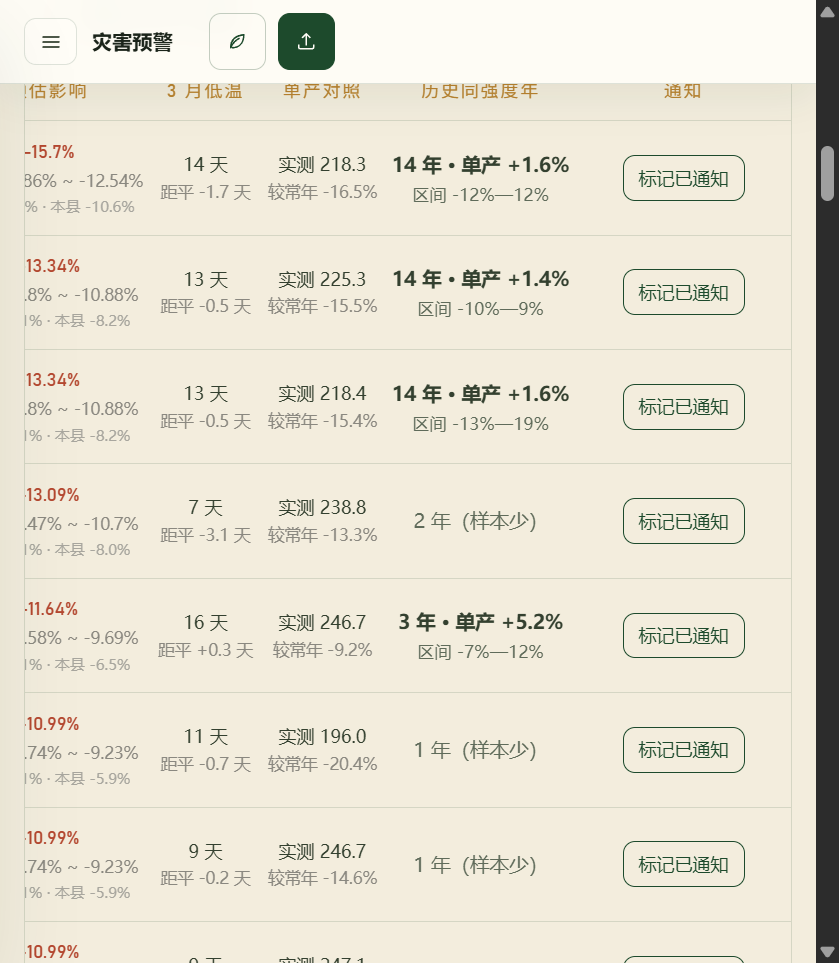 灾害预警
估影响 3 月低温 单产对照 历史同强度年 通知
-15.7% 14 天 实测 218.3 14 年 • 单产 +1.6% 标记已通知
86% ~ -12.54% 距平 -1.7 天 较常年 -16.5% 区间 -12%—12%
% · 本县 -10.6%
13.34% 13 天 实测 225.3 14 年 • 单产 +1.4% 标记已通知
.8% ~ -10.88% 距平 -0.5 天 较常年 -15.5% 区间 -10%—9%
% · 本县 -8.2%
13.34% 13 天 实测 218.4 14 年 • 单产 +1.6% 标记已通知
.8% ~ -10.88% 距平 -0.5 天 较常年 -15.4% 区间 -13%—19%
% · 本县 -8.2%
-13.09% 7 天 实测 238.8 2 年（样本少） 标记已通知
.47% ~ -10.7% 距平 -3.1 天 较常年 -13.3%
% · 本县 -8.0%
-11.64% 16 天 实测 246.7 3 年 • 单产 +5.2% 标记已通知
.58% ~ -9.69% 距平 +0.3 天 较常年 -9.2% 区间 -7%—12%
% · 本县 -6.5%
-10.99% 11 天 实测 196.0 1 年（样本少） 标记已通知
.74% ~ -9.23% 距平 -0.7 天 较常年 -20.4%
% · 本县 -5.9%
-10.99% 9 天 实测 246.7 1 年（样本少） 标记已通知
.74% ~ -9.23% 距平 -0.2 天 较常年 -14.6%
% · 本县 -5.9%
-10.99%